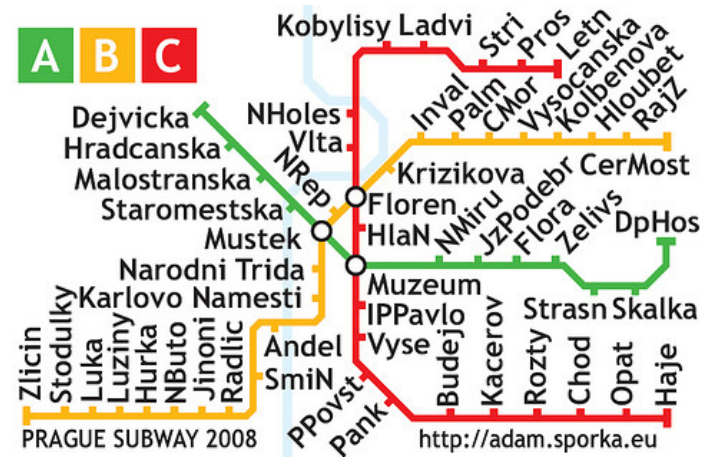 A B C
Kobylisy Ladvi
Stri
Pros
Letn
Dejvicka
Hradcanska
Malostranska
Staromestska
Mustek
NHoles
Vlta
NRep
Inval
Palm
CMor
Vysocanska
Kolbenova
Hloubet
RajZ
CerMost
Krizikova
Floren
HlaN
NMiru
JzPodebr
Flora
Zelivs
DpHos
Strasn Skalka
Narodni Trida
Karlovo Namesti
Muzeum
IPPavlo
Vyse
Andel
SmiN
Zlicin
Stodulky
Luka
Luziny
Hurka
NButo
Jinoni
Radlic
PPovst
Pank
Budejo
Kacerov
Rozty
Chod
Opat
Haje
PRAGUE SUBWAY 2008
http://adam.sporka.eu